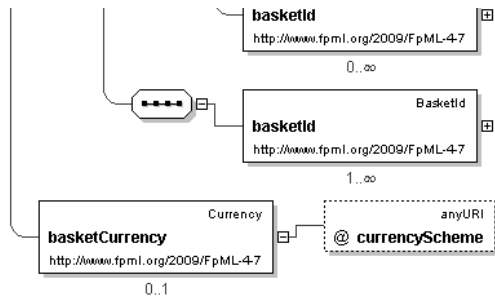 basketId
http://www.fpml.org/2009/FpML-4-7
0..∞
BasketId
basketId
http://www.fpml.org/2009/FpML-4-7
1..∞
Currency
basketCurrency
http://www.fpml.org/2009/FpML-4-7
0..1
anyURI
@ currencyScheme